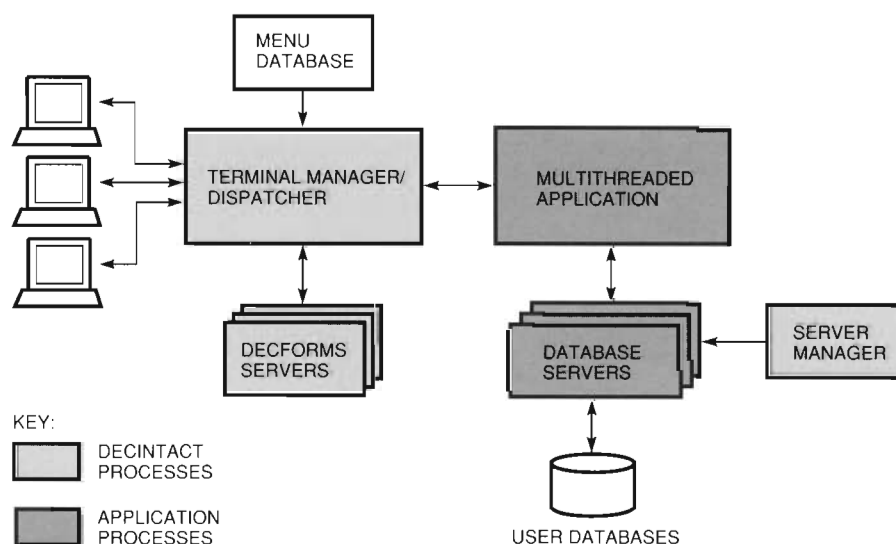 MENU
DATABASE
TERMINAL MANAGER/
DISPATCHER
MULTITHREADED
APPLICATION
DECFORMS
SERVERS
DATABASE
SERVERS
SERVER
MANAGER
KEY:
DECINTACT
PROCESSES
APPLICATION
PROCESSES
USER DATABASES